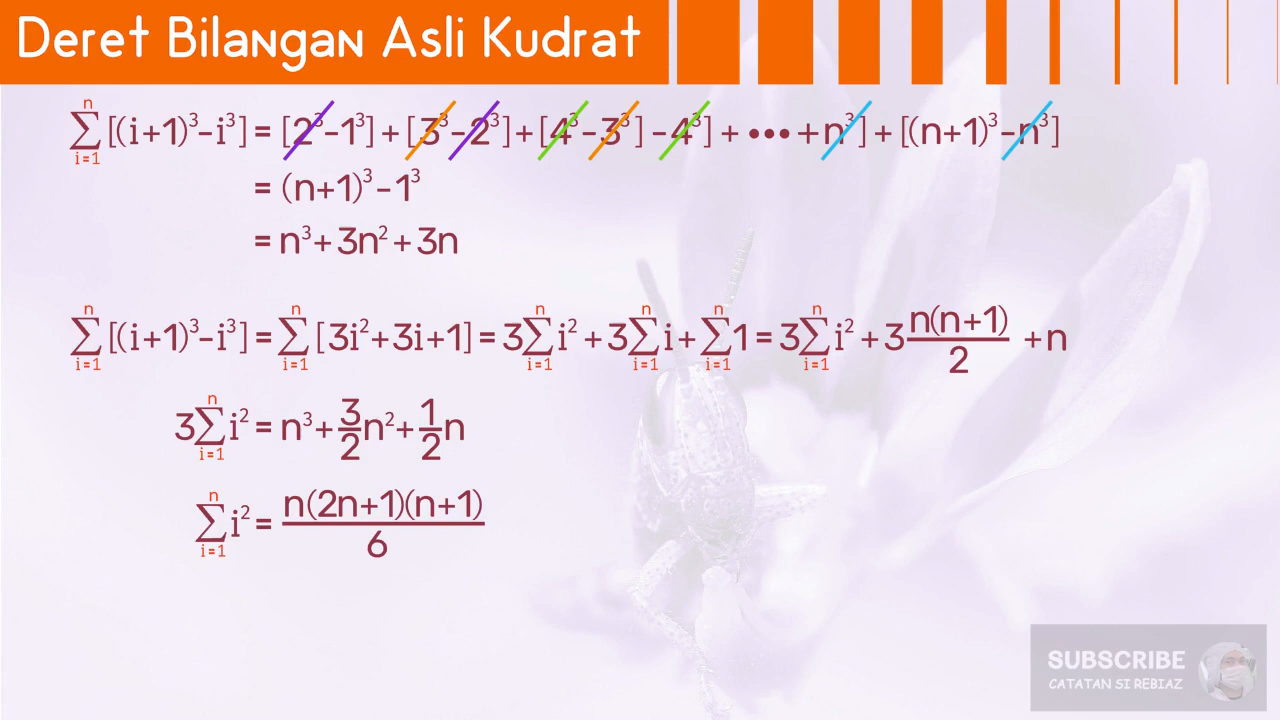 Deret Bilangan Asli Kudrat
n∑i=1 [(i+1)³-i³] = [2³-1³] + [3³-2³] + [4³-3³] -4³] + ••• + n³] + [(n+1)³-n³]
= (n+1)³-1³
= n³+3n²+3n
n∑i=1 [(i+1)³-i³] = n∑i=1 [3i²+3i+1] = 3 n∑i=1 i² + 3 n∑i=1 i + n∑i=1 1 = 3 n∑i=1 i² + 3 n(n+1)/2 + n
3 n∑i=1 i² = n³ + 3/2 n² + 1/2 n
n∑i=1 i² = n(2n+1)(n+1)/6
SUBSCRIBE
CATATAN SI REBIAZ